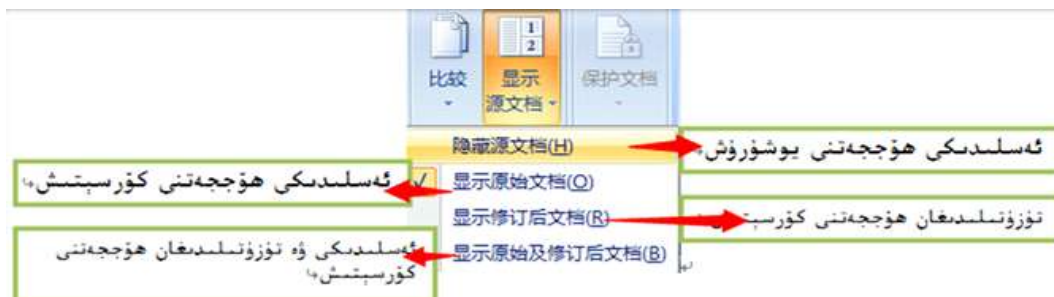 1
2
比较
显示
源文档
保护文档
隐藏源文档(H)
ئەسلىدىكى ھۆججەتنى يوشۇرۇش
ئەسلىدىكى ھۆججەتنى كۆرسىتىش
显示原始文档(O)
显示修订后文档(R)
تۈزۈتىلىدىغان ھۆججەتنى كۆرسىتىش
ئەسلىدىكى ۋە تۈزۈتىلىدىغان ھۆججەتنى
كۆرسىتىش
显示原始及修订后文档(B)